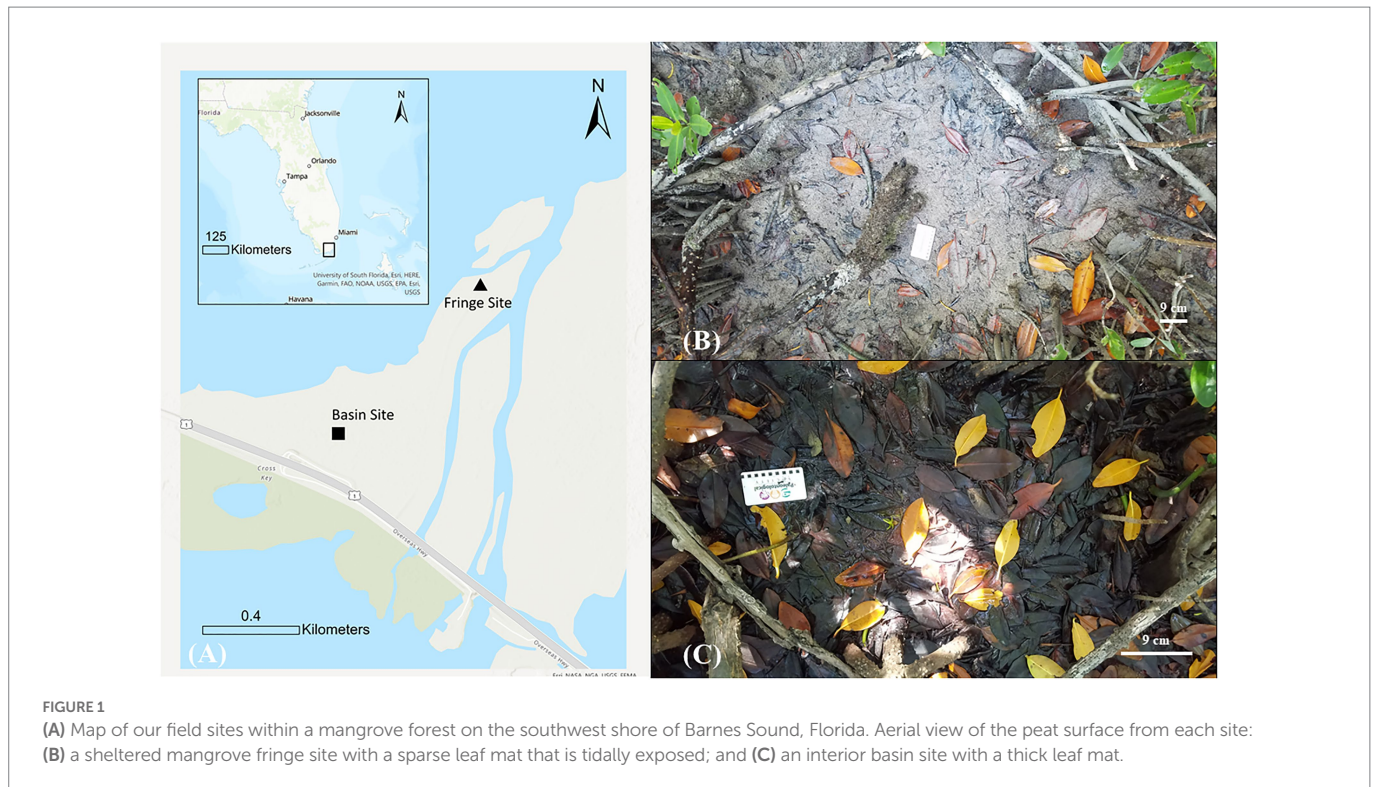 N
N
Florida
Jacksonville
Orlando
Tampa
125
Kilometers
Miami
University of South Florida, Esri, HERE,
Garmin, FAO, NOAA, USGS, EPA, Esri,
USGS
Havana
Fringe Site
Basin Site
1
Cross
Key
1
Overseas Hwy
0.4
Kilometers
Overseas Hwy
(A)
Esri, NASA, NGA, USGS, FEMA
9 cm
(B)
Paleontological
9 cm
(C)
FIGURE 1
(A) Map of our field sites within a mangrove forest on the southwest shore of Barnes Sound, Florida. Aerial view of the peat surface from each site:
(B) a sheltered mangrove fringe site with a sparse leaf mat that is tidally exposed; and (C) an interior basin site with a thick leaf mat.